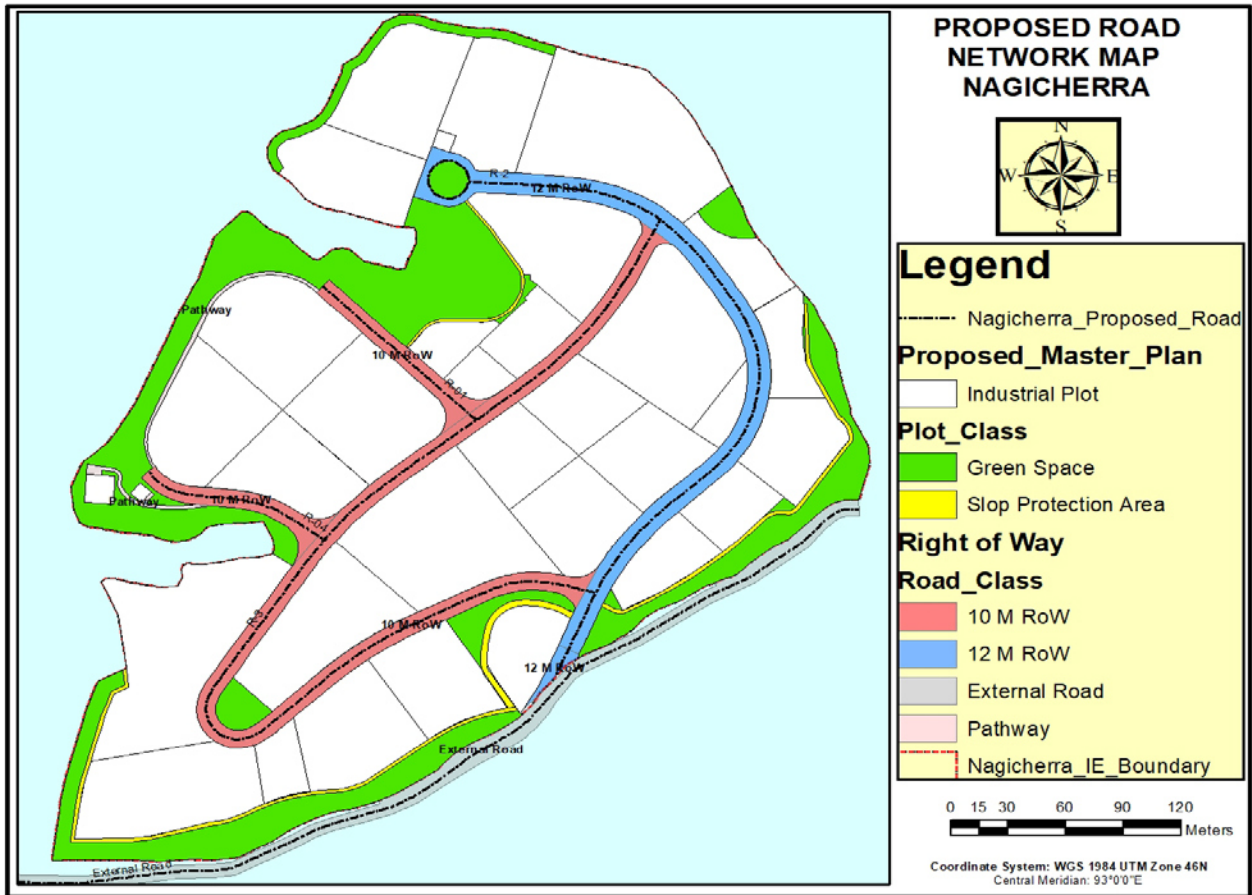 PROPOSED ROAD
NETWORK MAP
NAGICHERRA
N
W
E
S
Legend
Nagicherra_Proposed_Road
Proposed_Master_Plan
Industrial Plot
Plot_Class
Green Space
Slop Protection Area
Right of Way
Road_Class
10 M RoW
12 M RoW
External Road
Pathway
Nagicherra_IE_Boundary
0 15 30 60 90 120
Meters
Coordinate System: WGS 1984 UTM Zone 46N
Central Meridian: 93°0'0"E
R-2
12 M RoW
Pathway
10 M RoW
R-01
10 M RoW
Pathway
R-04
10 M RoW
12 M RoW
External Road
External Road